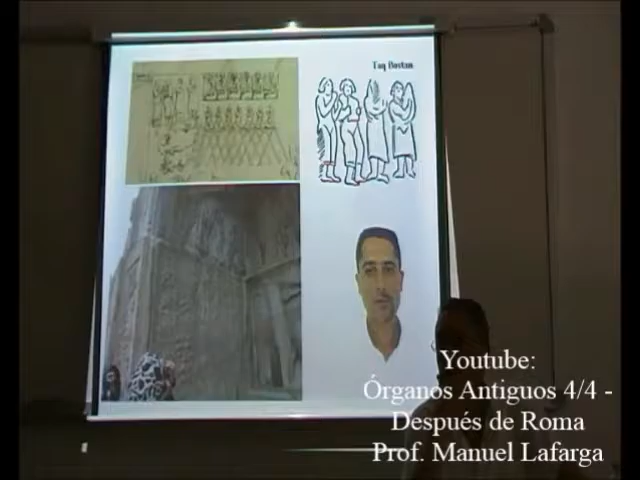 Taq Bostan
Youtube:
Órganos Antiguos 4/4 -
Después de Roma
Prof. Manuel Lafarga